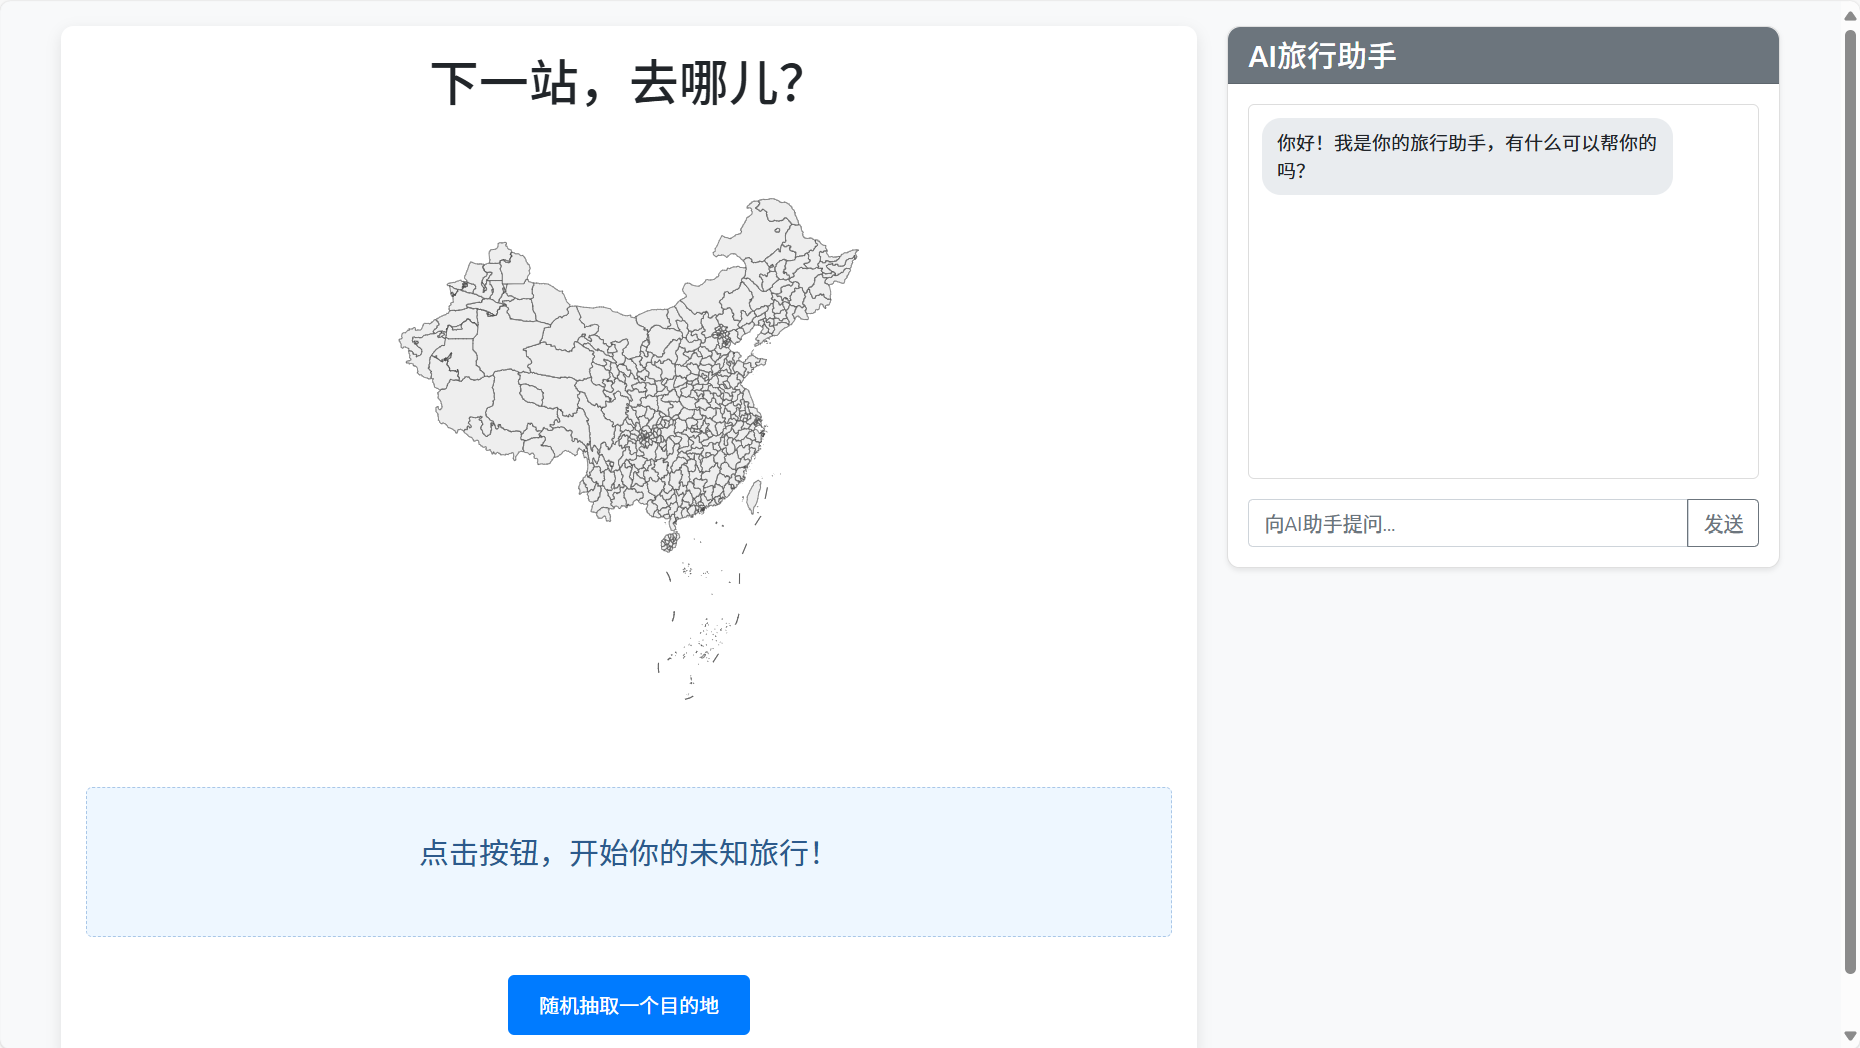 下一站，去哪儿？
点击按钮，开始你的未知旅行！
随机抽取一个目的地
AI旅行助手
你好！我是你的旅行助手，有什么可以帮你的
吗？
向AI助手提问...
发送